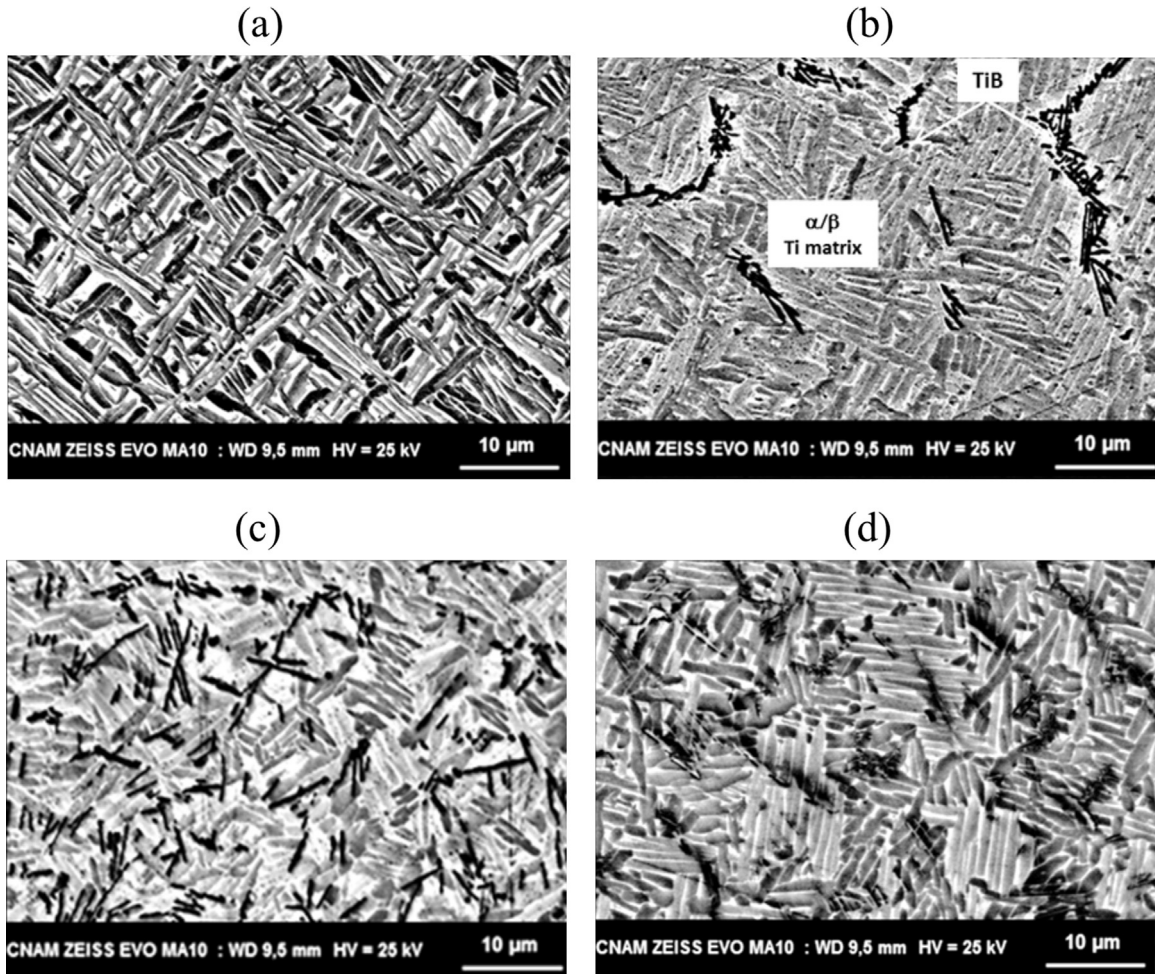 (a)
(b)
TiB
α/β
Ti matrix
CNAM ZEISS EVO MA10 : WD 9,5 mm HV = 25 kV 10 µm
CNAM ZEISS EVO MA10 : WD 9,5 mm HV = 25 kV 10 µm
(c)
(d)
CNAM ZEISS EVO MA10 : WD 9,5 mm HV = 25 kV 10 µm
CNAM ZEISS EVO MA10 : WD 9,5 mm HV = 25 kV 10 µm